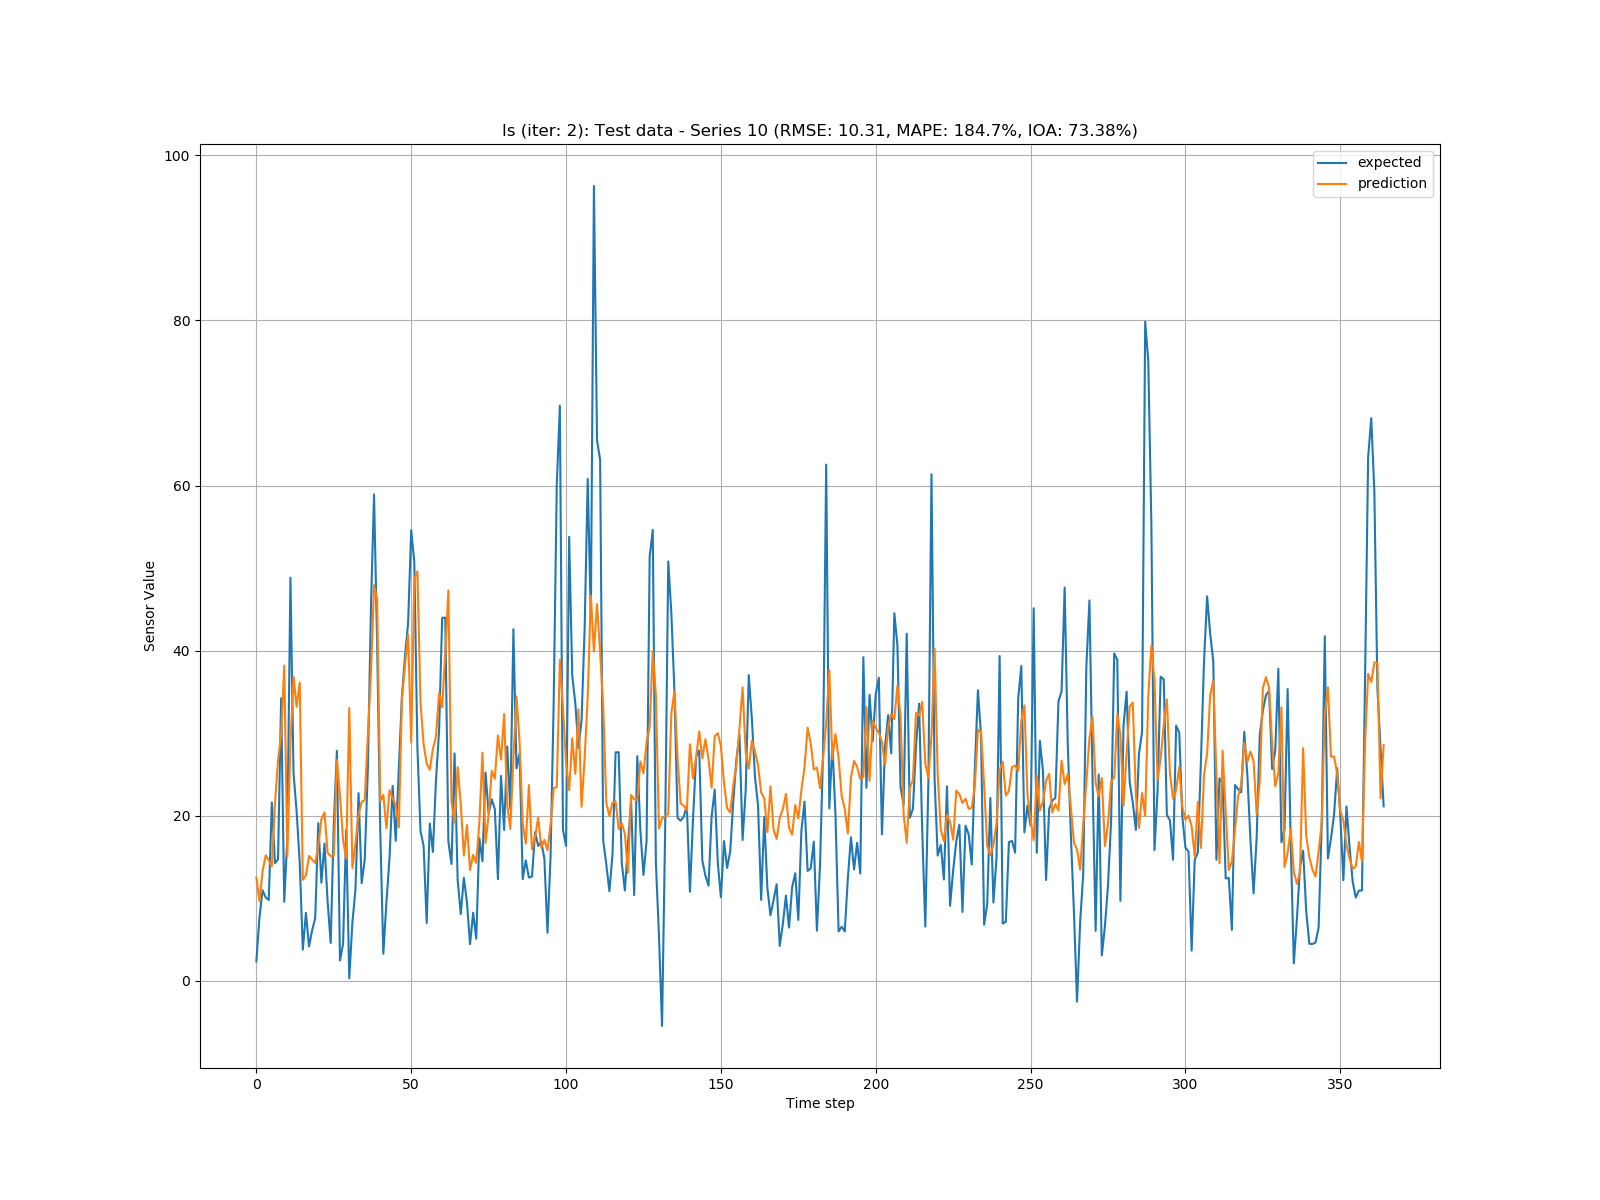 ls (iter: 2): Test data - Series 10 (RMSE: 10.31, MAPE: 184.7%, IOA: 73.38%)
expected
prediction
100
80
60
40
20
0
Sensor Value
0 50 100 150 200 250 300 350
Time step